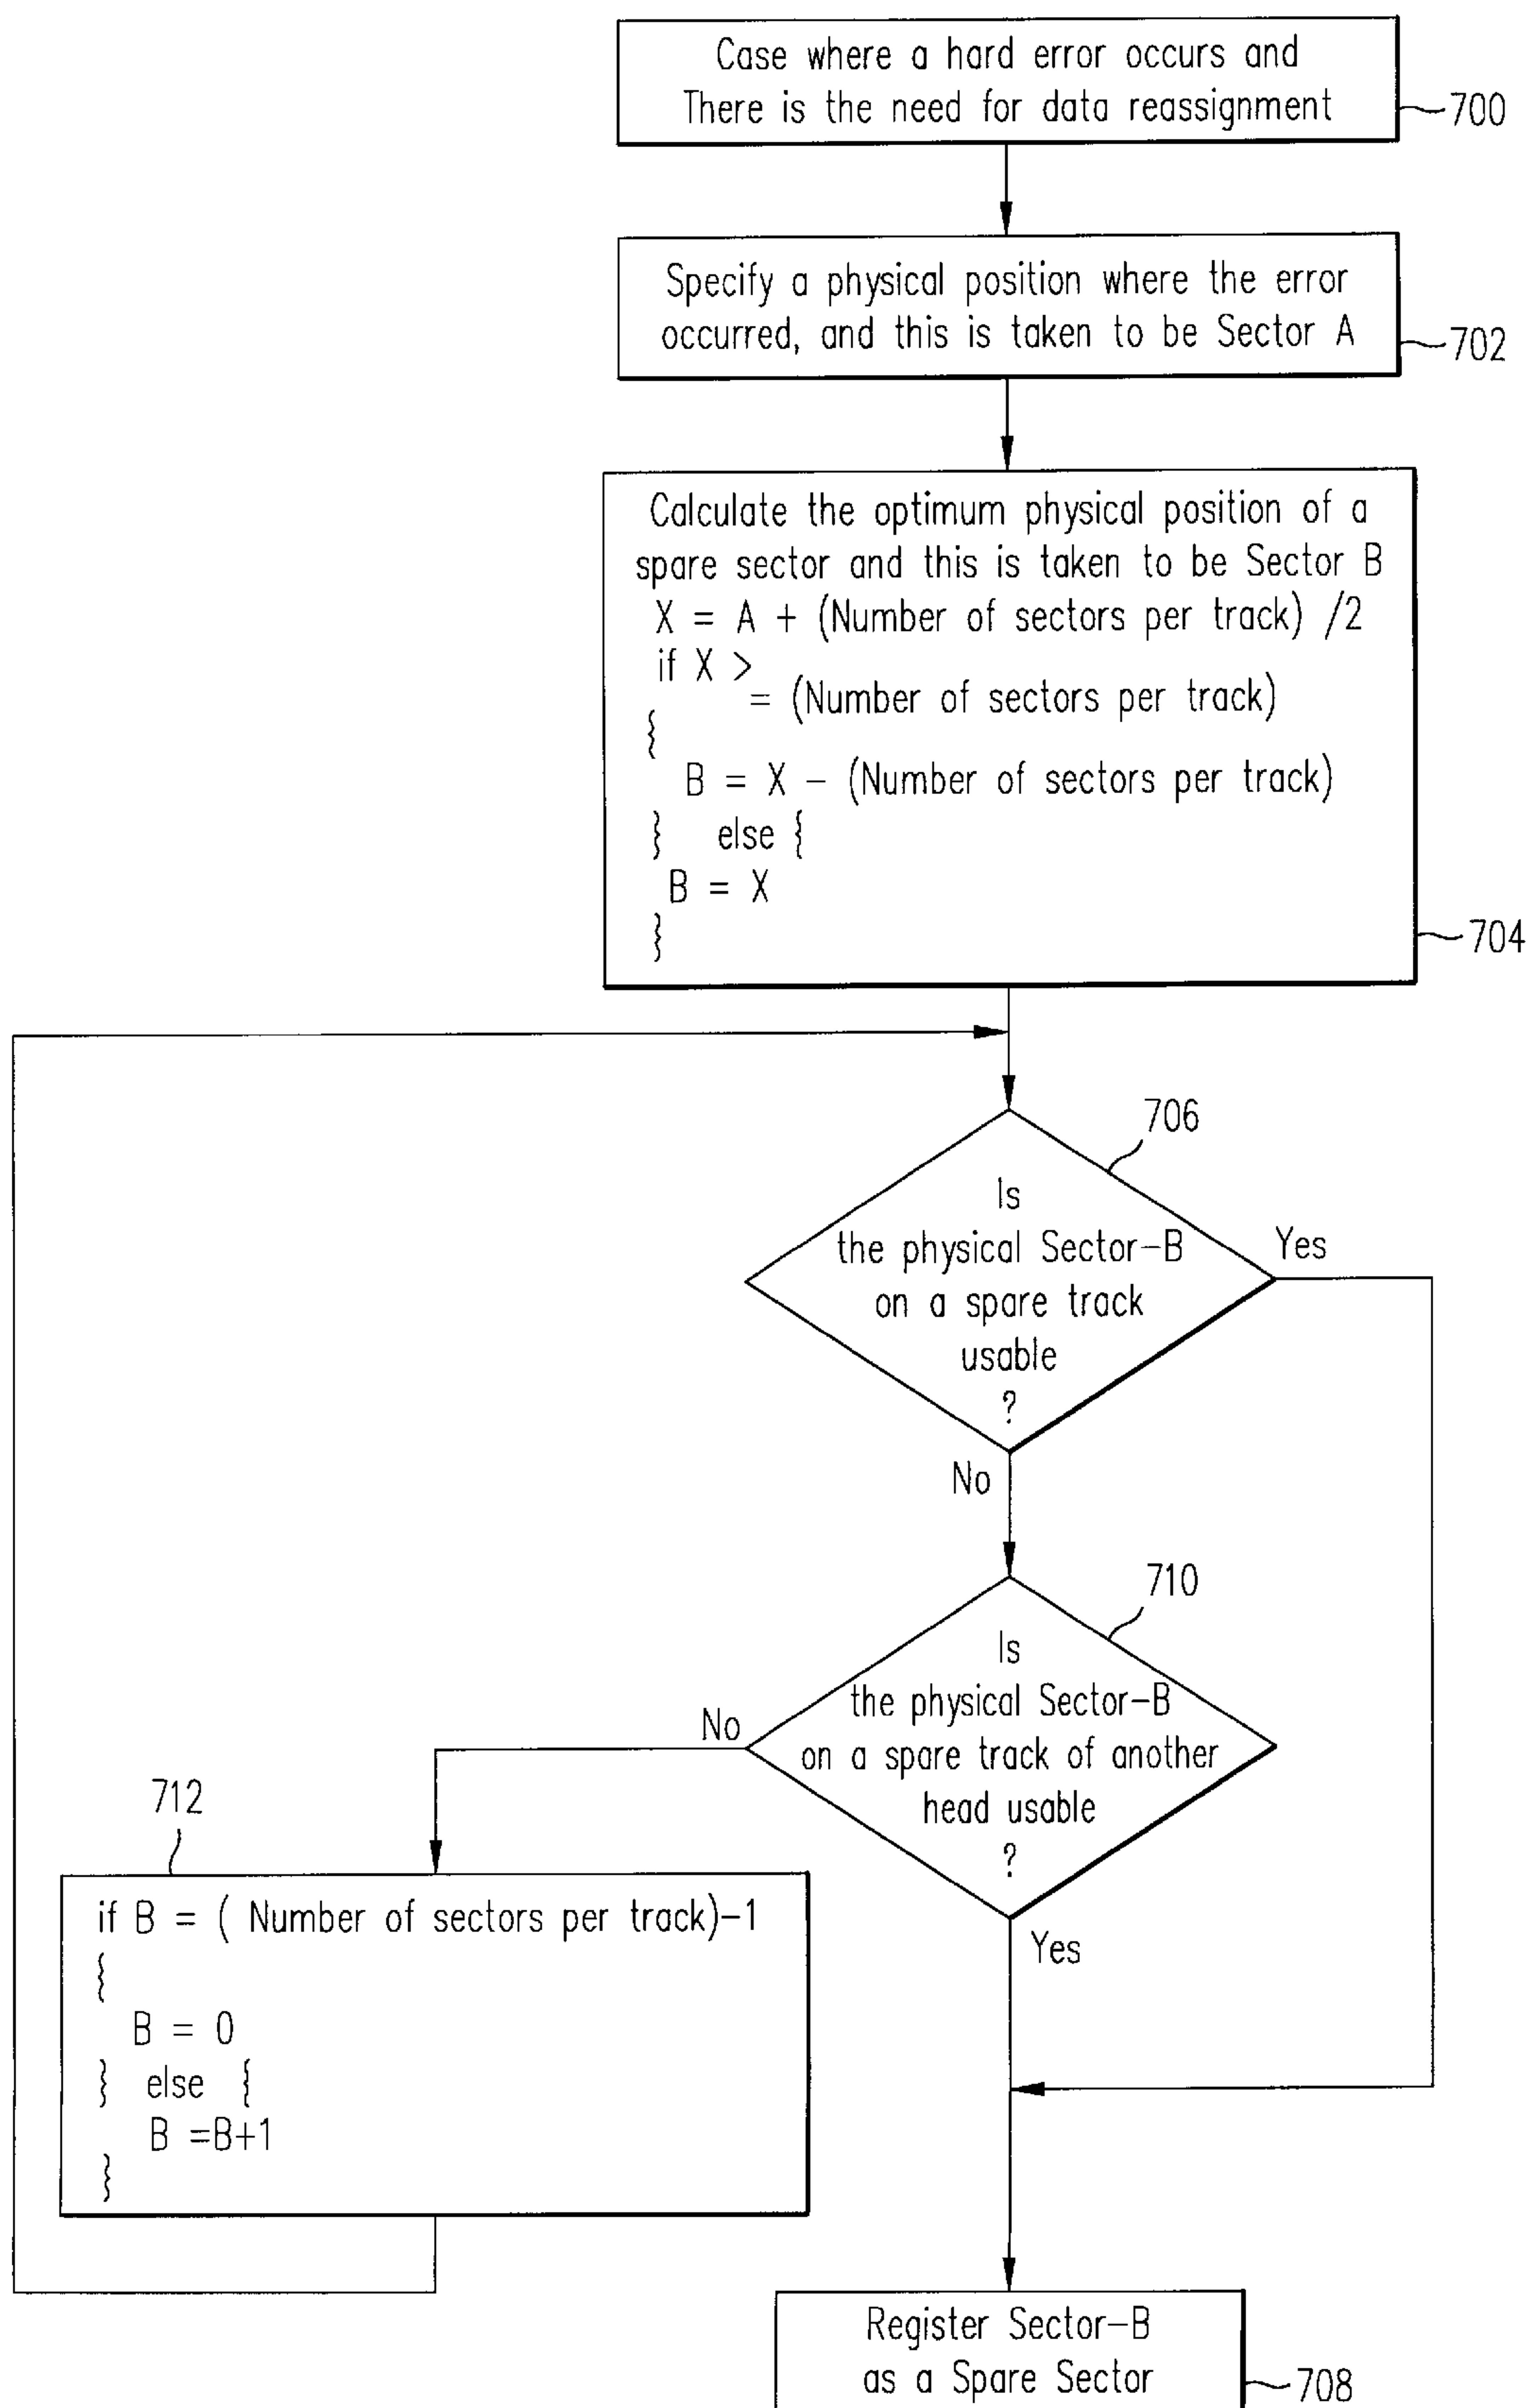 Case where a hard error occurs and
There is the need for data reassignment
700
Specify a physical position where the error
occurred, and this is taken to be Sector A
702
Calculate the optimum physical position of a
spare sector and this is taken to be Sector B
X = A + (Number of sectors per track) /2
if X >
= (Number of sectors per track)
{
B = X - (Number of sectors per track)
} else {
B = X
}
704
706
Is
the physical Sector-B
on a spare track
usable
?
Yes
No
710
Is
the physical Sector-B
on a spare track of another
head usable
?
No
Yes
712
if B = ( Number of sectors per track)-1
{
B = 0
} else {
B =B+1
}
Register Sector-B
as a Spare Sector
708